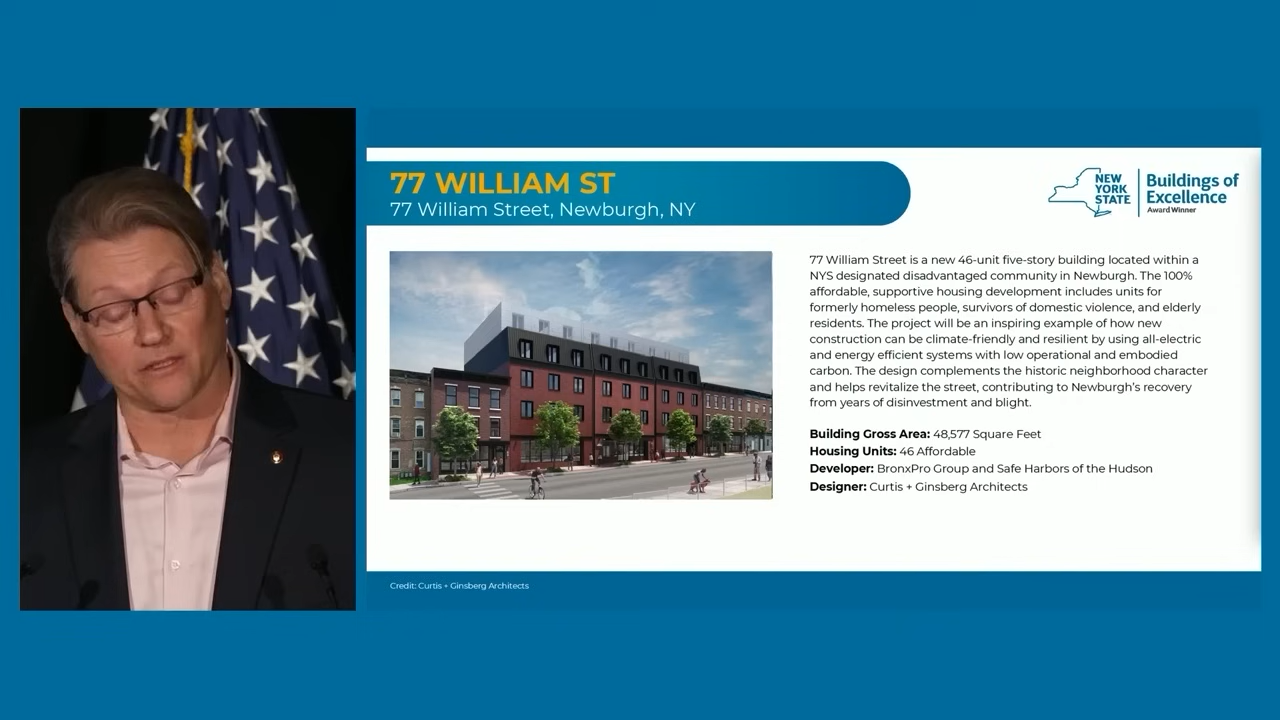 77 WILLIAM ST
77 William Street, Newburgh, NY
NEW
YORK
STATE
Buildings of
Excellence
Award Winner
77 William Street is a new 46-unit five-story building located within a
NYS designated disadvantaged community in Newburgh. The 100%
affordable, supportive housing development includes units for
formerly homeless people, survivors of domestic violence, and elderly
residents. The project will be an inspiring example of how new
construction can be climate-friendly and resilient by using all-electric
and energy efficient systems with low operational and embodied
carbon. The design complements the historic neighborhood character
and helps revitalize the street, contributing to Newburgh's recovery
from years of disinvestment and blight.
Building Gross Area: 48,577 Square Feet
Housing Units: 46 Affordable
Developer: BronxPro Group and Safe Harbors of the Hudson
Designer: Curtis + Ginsberg Architects
Credit: Curtis + Ginsberg Architects